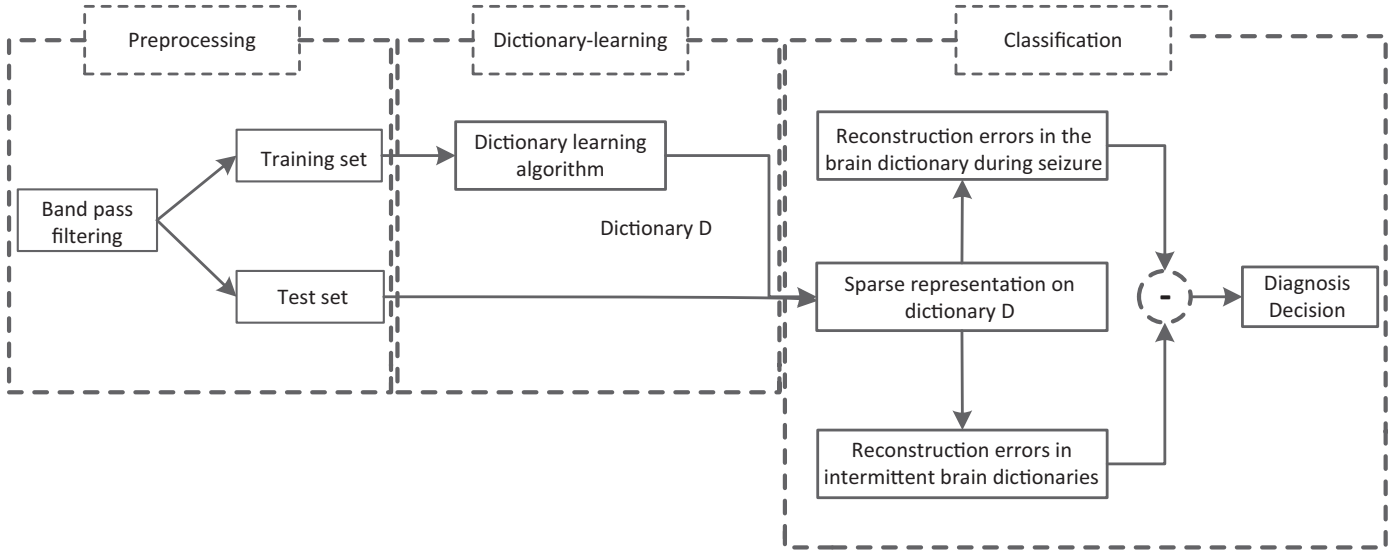 Preprocessing
Dictionary-learning
Classification
Band pass
filtering
Training set
Test set
Dictionary learning
algorithm
Dictionary D
Reconstruction errors in the
brain dictionary during seizure
Sparse representation on
dictionary D
Reconstruction errors in
intermittent brain dictionaries
-
Diagnosis
Decision